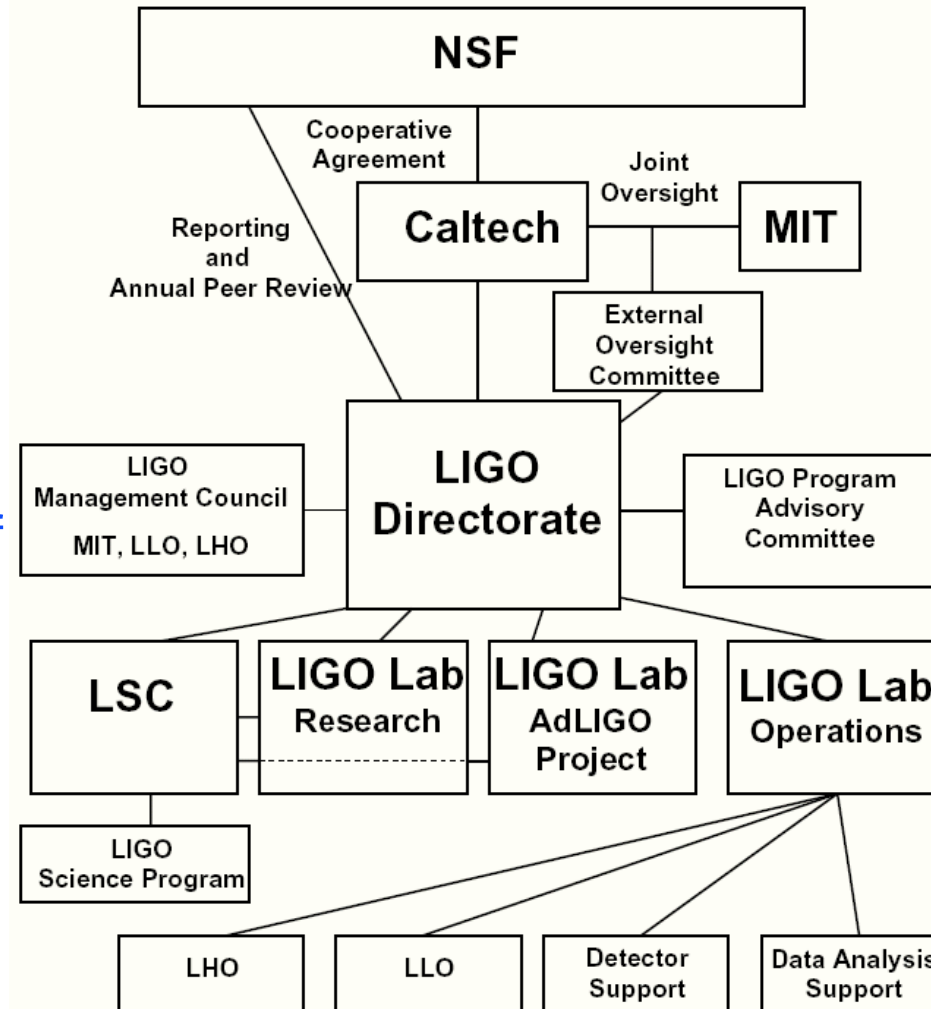 NSF
Cooperative
Agreement
Joint
Oversight
Reporting
and
Annual Peer Review
Caltech
MIT
External
Oversight
Committee
LIGO
Directorate
LIGO
Management Council
MIT, LLO, LHO
LIGO Program
Advisory
Committee
LSC
LIGO Lab
Research
LIGO Lab
AdLIGO
Project
LIGO Lab
Operations
LIGO
Science Program
LHO
LLO
Detector
Support
Data Analysis
Support